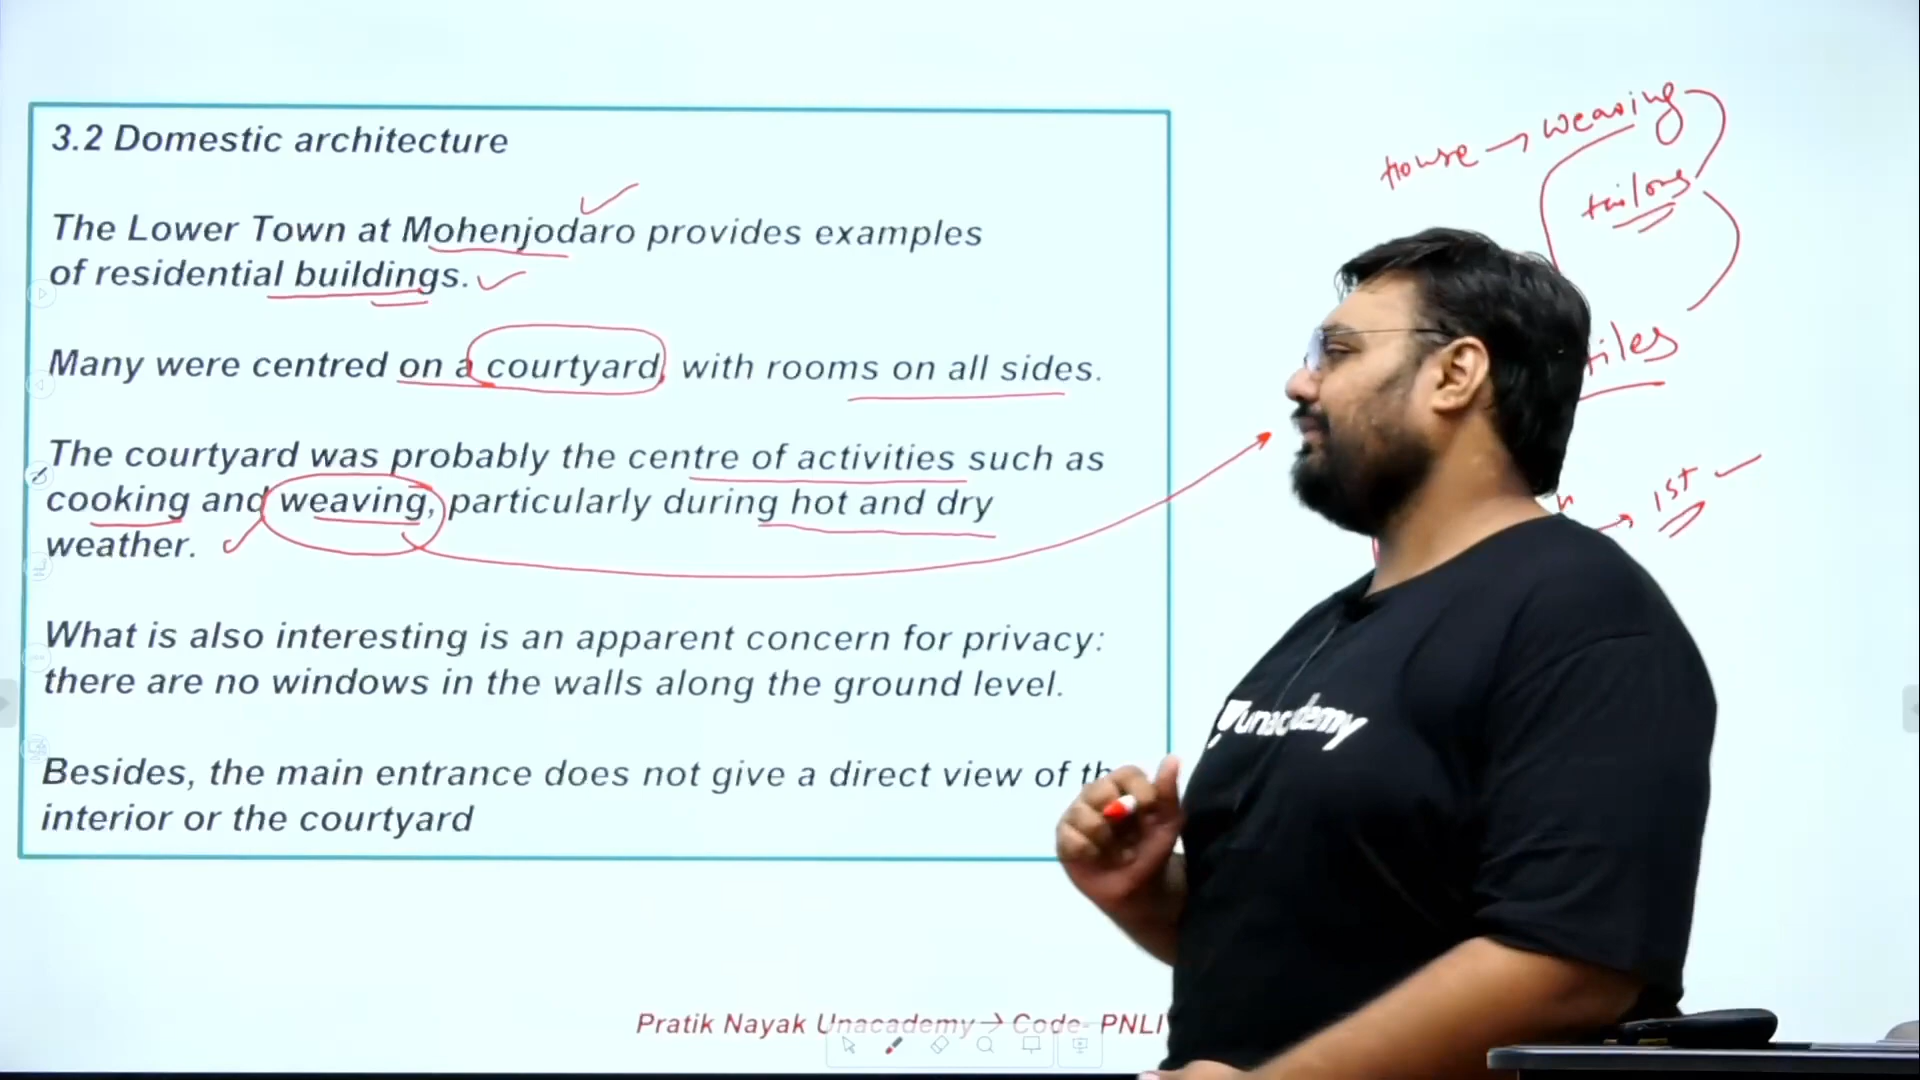 3.2 Domestic architecture
The Lower Town at Mohenjodaro provides examples
of residential buildings.
Many were centred on a courtyard, with rooms on all sides.
The courtyard was probably the centre of activities such as
cooking and weaving, particularly during hot and dry
weather.
What is also interesting is an apparent concern for privacy:
there are no windows in the walls along the ground level.
Besides, the main entrance does not give a direct view of th
interior or the courtyard
house → weaving
tailors
tiles
1st
unacademy
Pratik Nayak Unacademy→ Code- PNLI